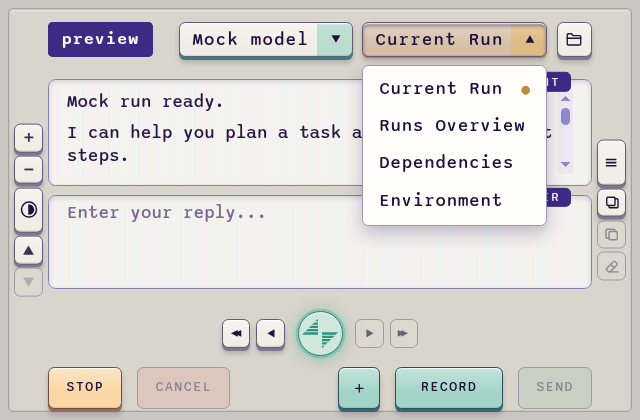 preview
Mock model
Current Run
Mock run ready.
I can help you plan a task a
steps.
Current Run
Runs Overview
Dependencies
Environment
Enter your reply...
STOP
CANCEL
+
RECORD
SEND